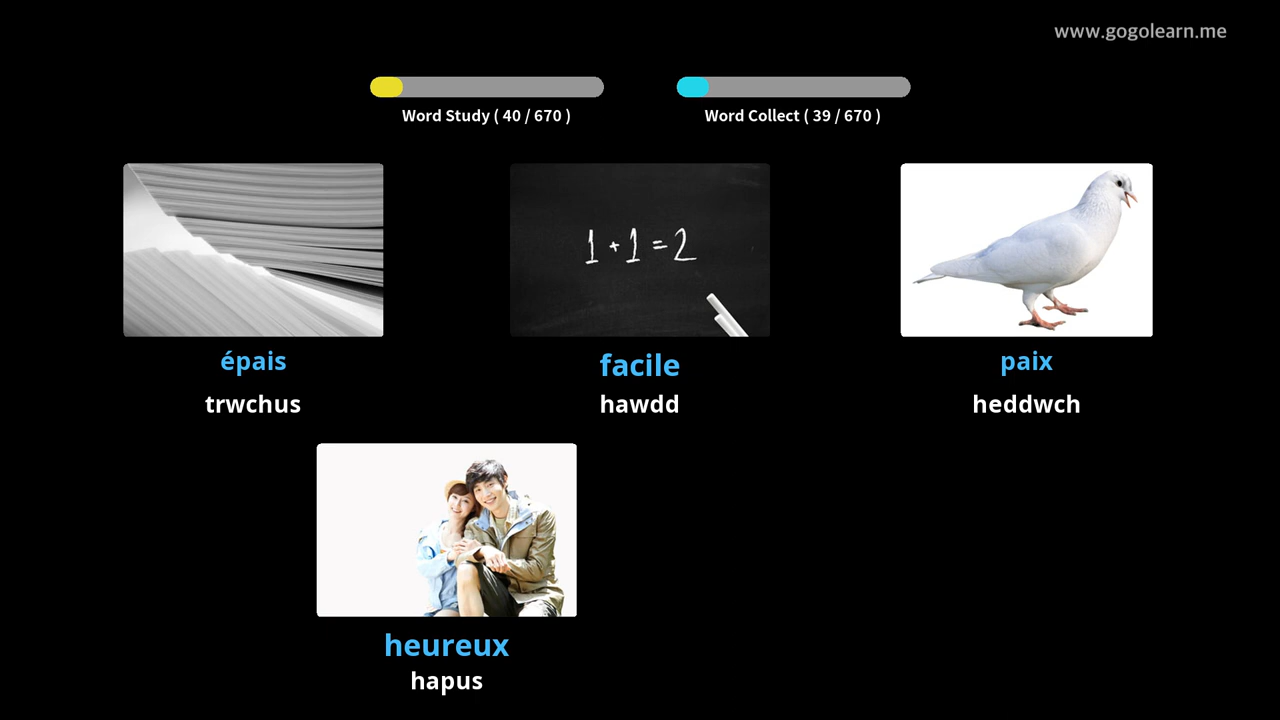 www.gogolearn.me
Word Study ( 40 / 670 )
Word Collect ( 39 / 670 )
1 + 1 = 2
épais
facile
paix
trwchus
hawdd
heddwch
heureux
hapus